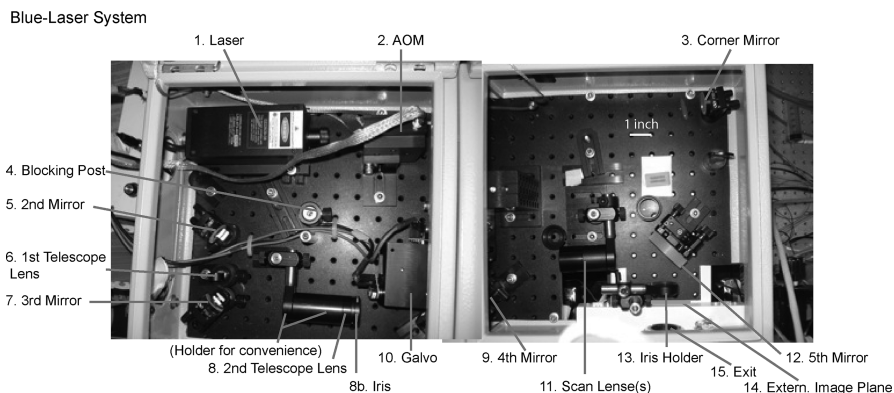 Blue-Laser System
1. Laser
2. AOM
3. Corner Mirror
1 inch
4. Blocking Post
5. 2nd Mirror
6. 1st Telescope
Lens
7. 3rd Mirror
(Holder for convenience)
8. 2nd Telescope Lens
8b. Iris
10. Galvo
9. 4th Mirror
11. Scan Lense(s)
13. Iris Holder
15. Exit
12. 5th Mirror
14. Extern. Image Plane